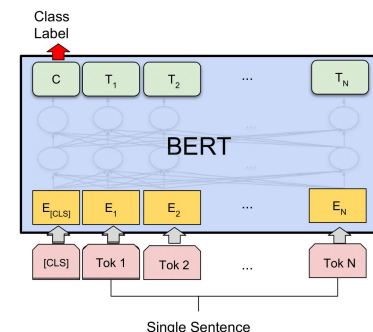 Class
Label
C T1 T2 ... TN
...
BERT
...
E[CLS] E1 E2 ... EN
[CLS] Tok 1 Tok 2 ... Tok N
Single Sentence